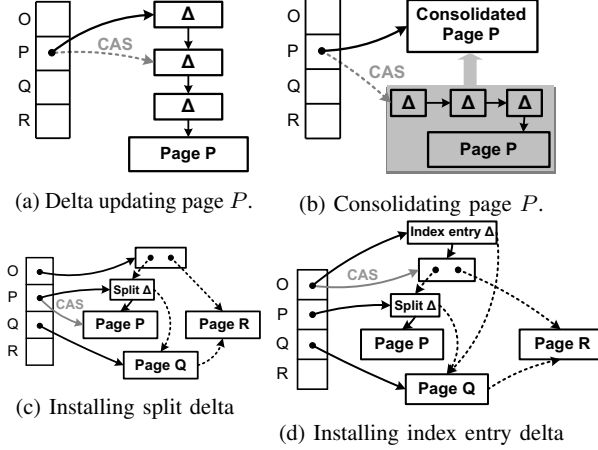 O
P
Q
R
CAS
Δ
Δ
Δ
Page P
(a) Delta updating page P.
O
P
Q
R
CAS
Consolidated
Page P
Δ Δ Δ
Page P
(b) Consolidating page P.
O
P
Q
R
CAS
Split Δ
Page P
Page R
Page Q
(c) Installing split delta
O
P
Q
R
CAS
Index entry Δ
Split Δ
Page P
Page R
Page Q
(d) Installing index entry delta